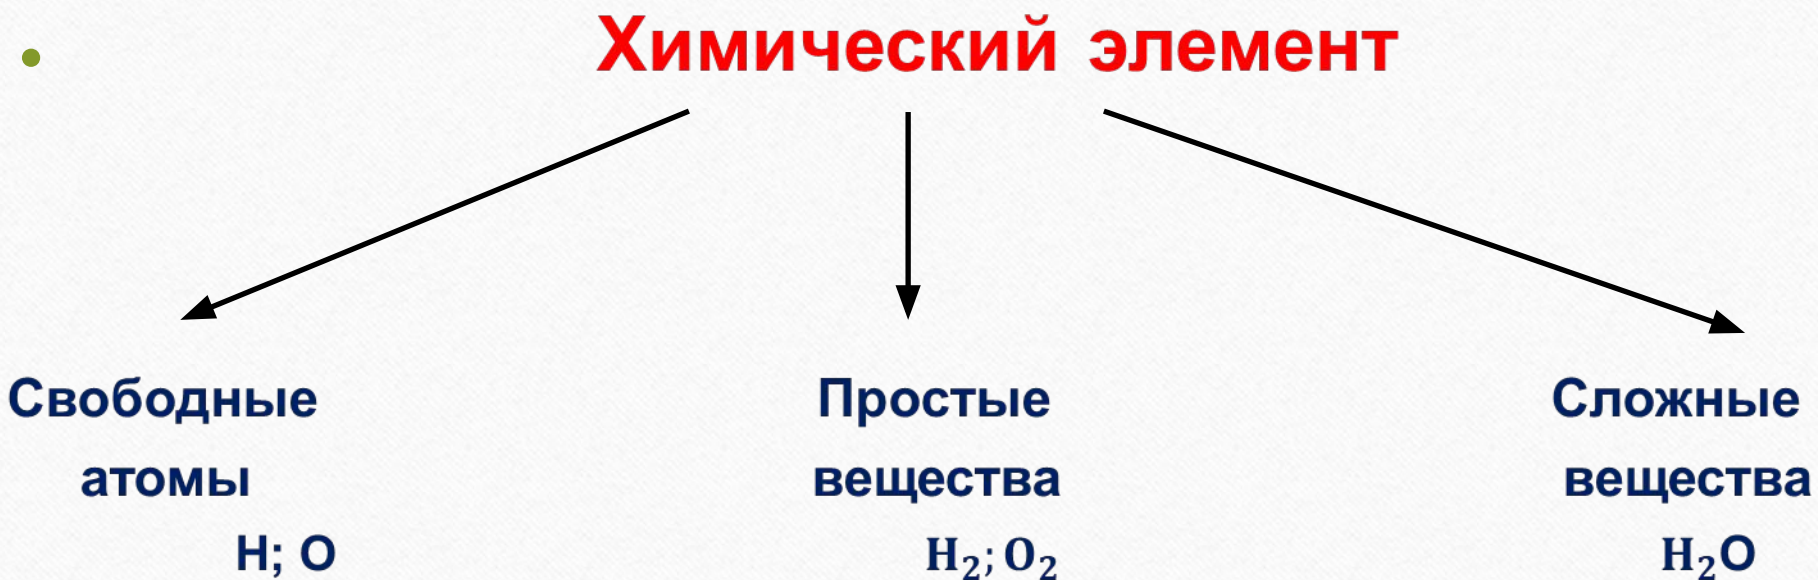 Химический элемент
Свободные
атомы
Н; О
Простые
вещества
H₂; O₂
Сложные
вещества
H₂O